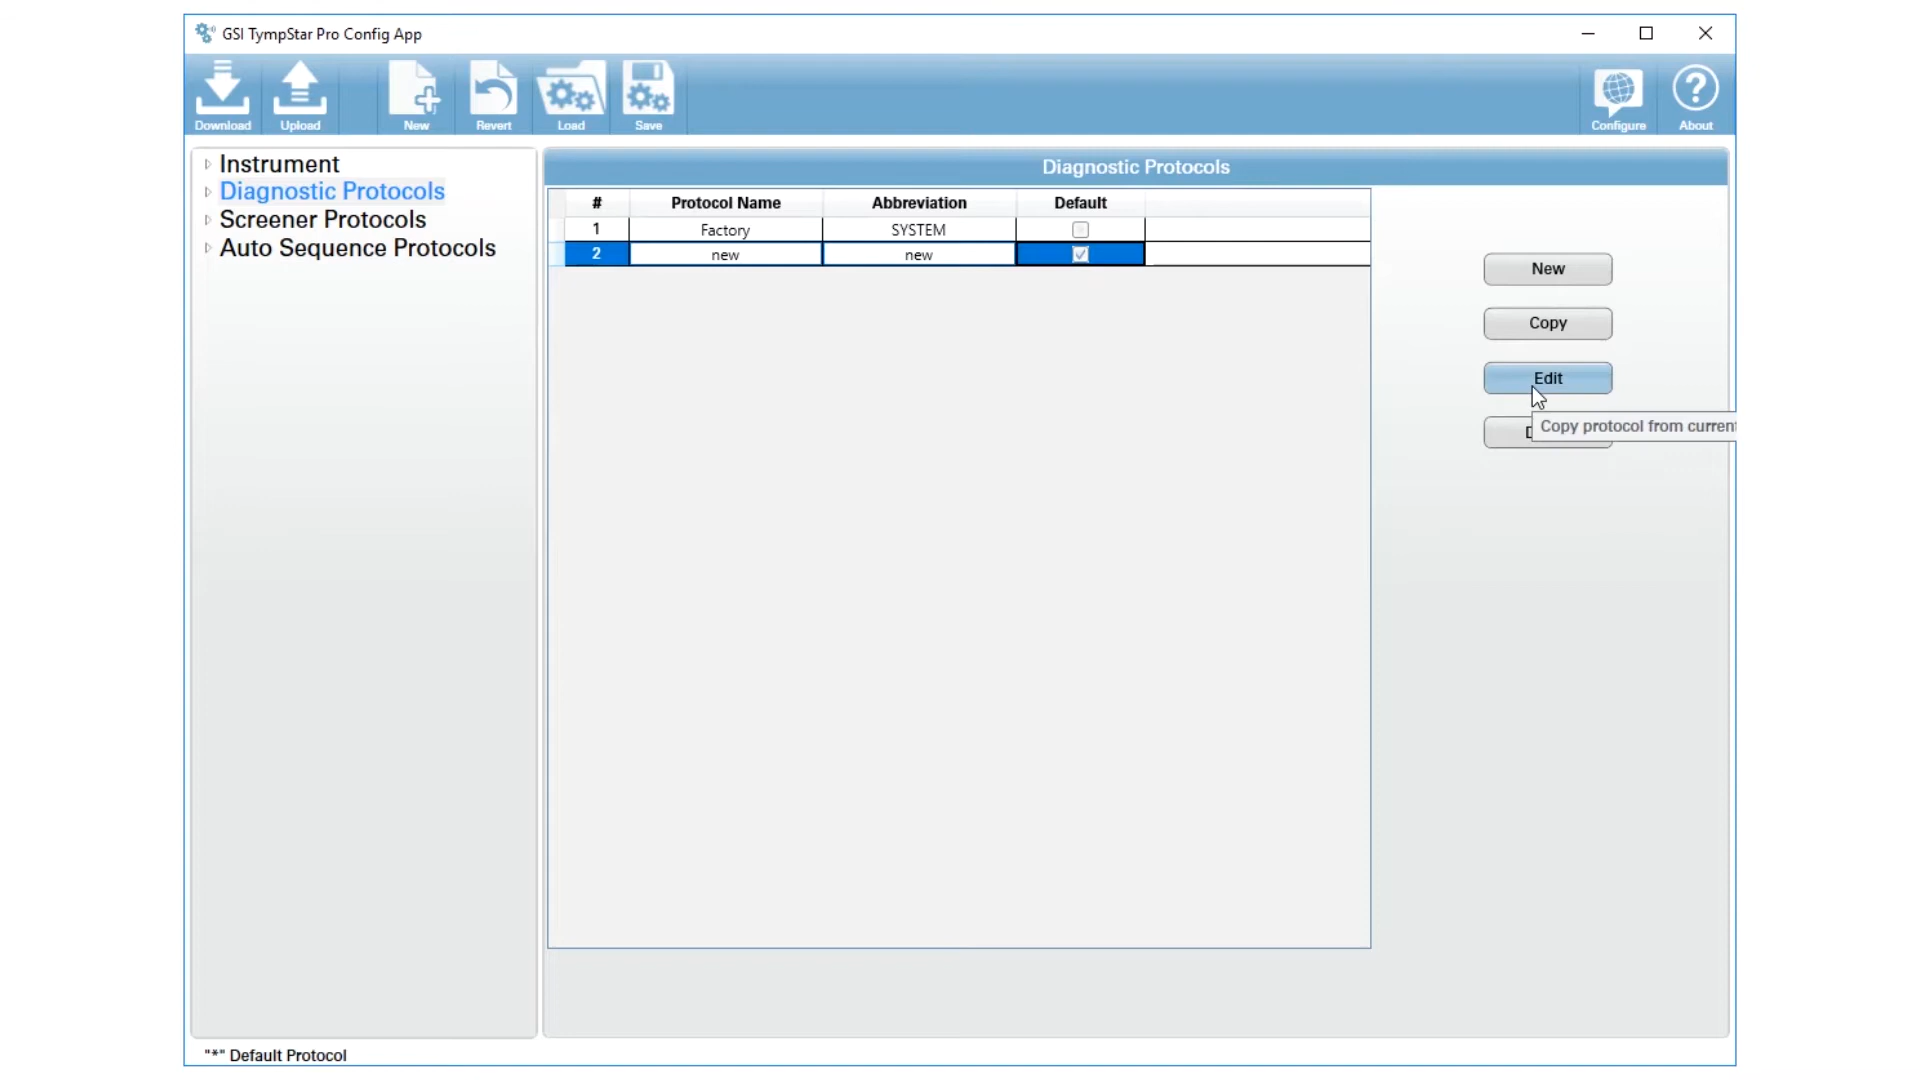 GSI TympStar Pro Config App
Download Upload New Revert Load Save Configure About
Instrument
Diagnostic Protocols
Screener Protocols
Auto Sequence Protocols
Diagnostic Protocols
# Protocol Name Abbreviation Default
1 Factory SYSTEM
2 new new
New
Copy
Edit
Copy protocol from current
"*" Default Protocol